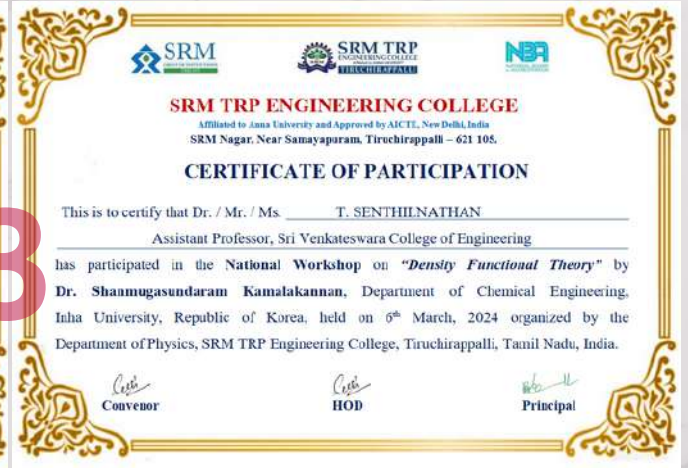 SRM
SRM TRP
ENGINEERING COLLEGE
TIRUCHIRAPPALLI
NBA
NATIONAL BOARD
of ACCREDITATION
SRM TRP ENGINEERING COLLEGE
Affiliated to Anna University and Approved by AICTE, New Delhi, India
SRM Nagar, Near Samayapuram, Tiruchirappalli – 621 105.
CERTIFICATE OF PARTICIPATION
This is to certify that Dr. / Mr. / Ms. T. SENTHILNATHAN
Assistant Professor, Sri Venkateswara College of Engineering
has participated in the National Workshop on "Density Functional Theory" by
Dr. Shanmugasundaram Kamalakannan, Department of Chemical Engineering,
Inha University, Republic of Korea, held on 6th March, 2024 organized by the
Department of Physics, SRM TRP Engineering College, Tiruchirappalli, Tamil Nadu, India.
Convenor
HOD
Principal